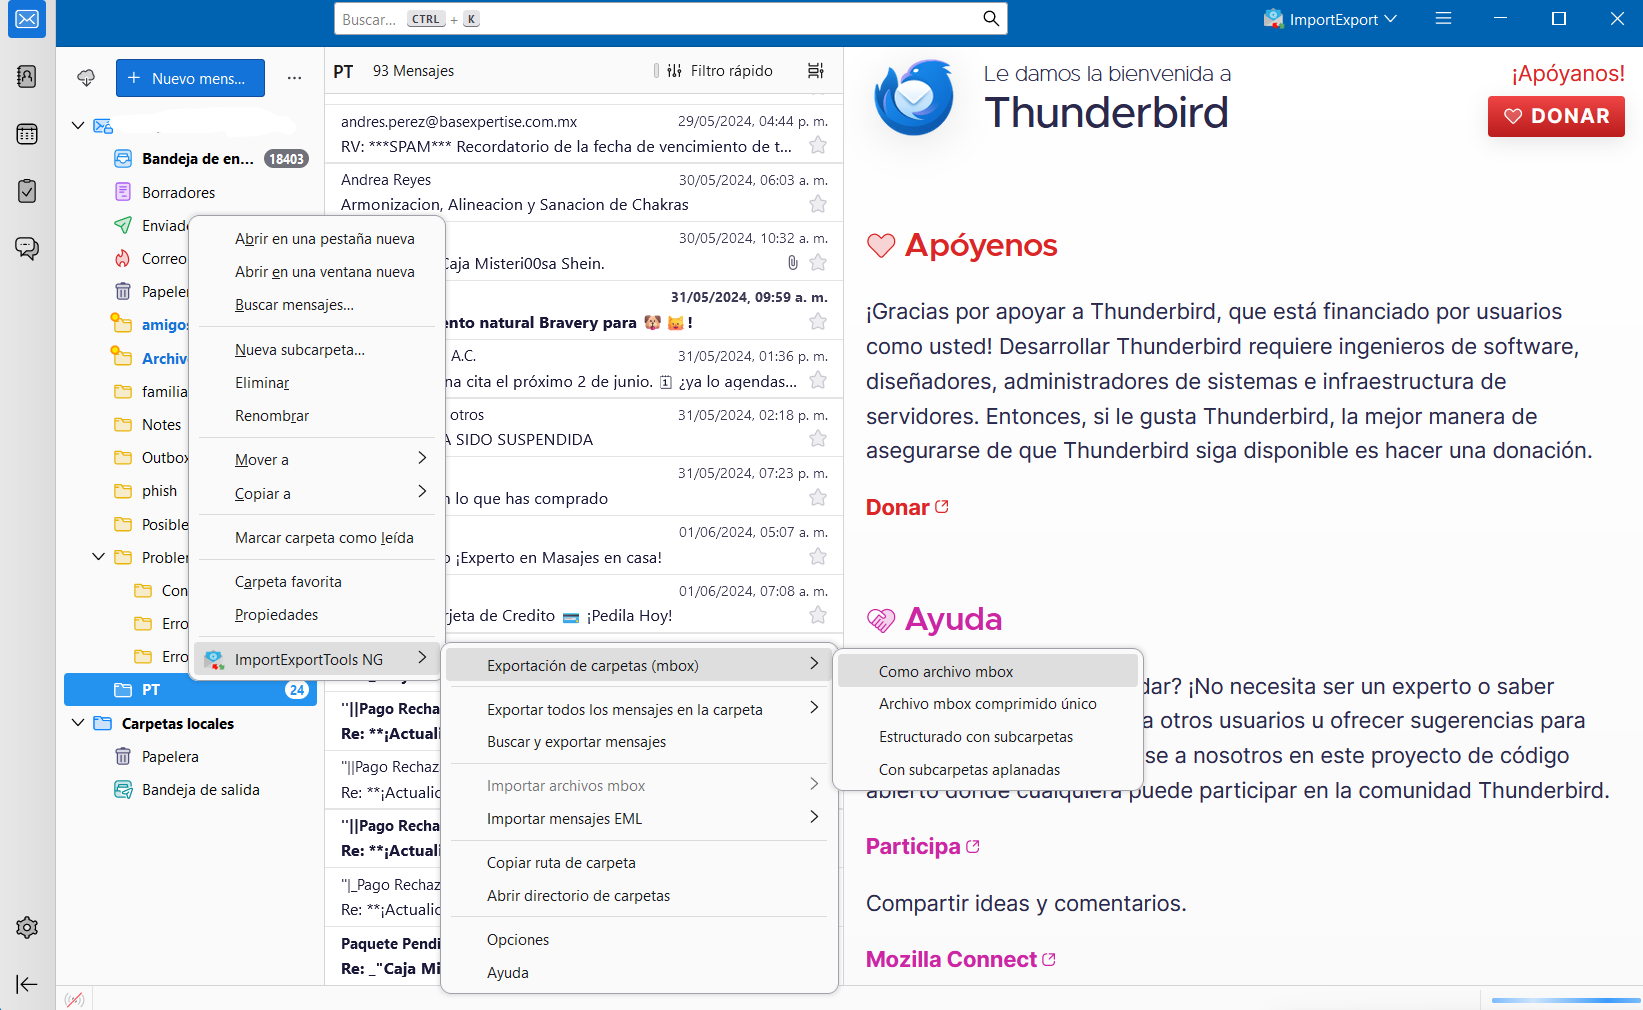 Buscar... CTRL + K
ImportExport
Nuevo mens...
Bandeja de en... 18403
Borradores
Enviad
Correo
Papeler
amigos
Archiv
familia
Notes
Outbox
phish
Posible
Probler
Con
Erro
Erro
PT 24
Carpetas locales
Papelera
Bandeja de salida
Abrir en una pestaña nueva
Abrir en una ventana nueva
Buscar mensajes...
Nueva subcarpeta...
Eliminar
Renombrar
Mover a
Copiar a
Marcar carpeta como leída
Carpeta favorita
Propiedades
ImportExportTools NG
PT 93 Mensajes Filtro rápido
andres.perez@basexpertise.com.mx 29/05/2024, 04:44 p. m.
RV: ***SPAM*** Recordatorio de la fecha de vencimiento de t...
Andrea Reyes 30/05/2024, 06:03 a. m.
Armonizacion, Alineacion y Sanacion de Chakras
30/05/2024, 10:32 a. m.
Caja Misteri00sa Shein.
31/05/2024, 09:59 a. m.
ento natural Bravery para 🐶 🐱 !
A.C. 31/05/2024, 01:36 p. m.
na cita el próximo 2 de junio. 🗓 ¿ya lo agendas...
otros 31/05/2024, 02:18 p. m.
A SIDO SUSPENDIDA
31/05/2024, 07:23 p. m.
n lo que has comprado
01/06/2024, 05:07 a. m.
¡Experto en Masajes en casa!
01/06/2024, 07:08 a. m.
rjeta de Credito 💳 ¡Pedila Hoy!
"||Pago Recha
Re: **¡Actuali
"||Pago Rechaz
Re: **¡Actualic
"||Pago Recha
Re: **¡Actuali
"|_Pago Rechaz
Re: **¡Actualic
Paquete Pendi
Re: _"Caja Mi
Exportación de carpetas (mbox)
Exportar todos los mensajes en la carpeta
Buscar y exportar mensajes
Importar archivos mbox
Importar mensajes EML
Copiar ruta de carpeta
Abrir directorio de carpetas
Opciones
Ayuda
Como archivo mbox
Archivo mbox comprimido único
Estructurado con subcarpetas
Con subcarpetas aplanadas
Le damos la bienvenida a
Thunderbird
¡Apóyanos!
DONAR
Apóyenos
¡Gracias por apoyar a Thunderbird, que está financiado por usuarios
como usted! Desarrollar Thunderbird requiere ingenieros de software,
diseñadores, administradores de sistemas e infraestructura de
servidores. Entonces, si le gusta Thunderbird, la mejor manera de
asegurarse de que Thunderbird siga disponible es hacer una donación.
Donar
Ayuda
dar? ¡No necesita ser un experto o saber
a otros usuarios u ofrecer sugerencias para
se a nosotros en este proyecto de código
abierto donde cualquiera puede participar en la comunidad Thunderbird.
Participa
Compartir ideas y comentarios.
Mozilla Connect